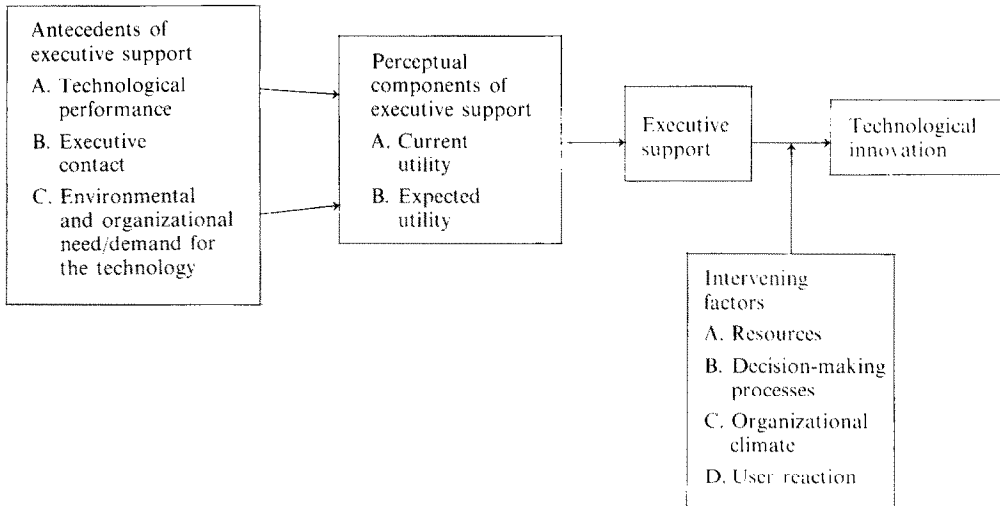 Antecedents of
executive support
A. Technological
performance
B. Executive
contact
C. Environmental
and organizational
need/demand for
the technology
Perceptual
components of
executive support
A. Current
utility
B. Expected
utility
Executive
support
Technological
innovation
Intervening
factors
A. Resources
B. Decision-making
processes
C. Organizational
climate
D. User reaction